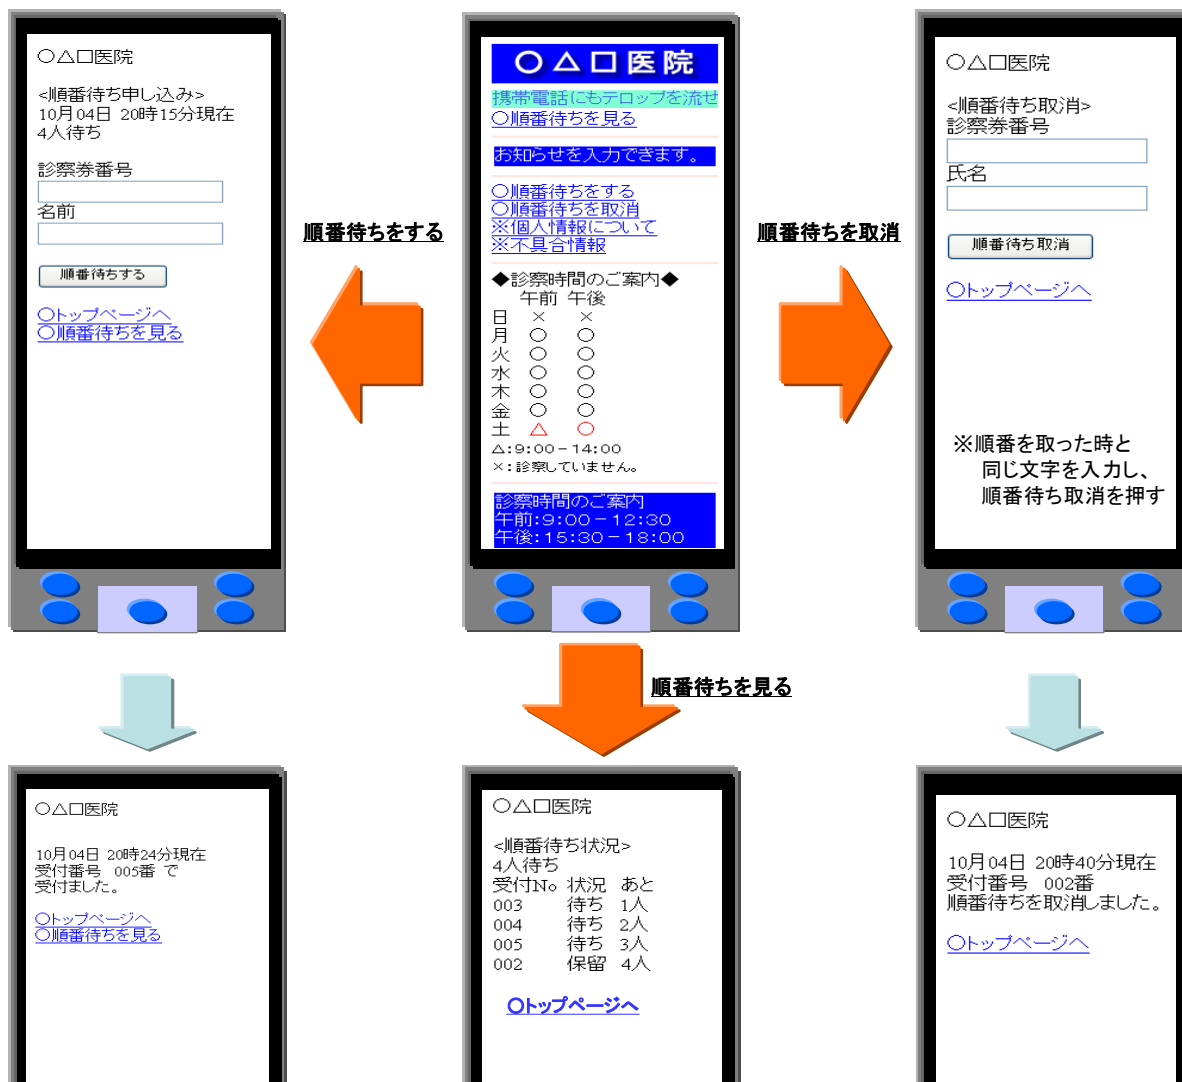 ○△□医院
<順番待ち申し込み>
10月04日 20時15分現在
4人待ち
診察券番号
名前
順番待ちする
○トップページへ
○順番待ちを見る
順番待ちをする
○△□医院
携帯電話にもテロップを流せ
○順番待ちを見る
お知らせを入力できます。
○順番待ちをする
○順番待ちを取消
※個人情報について
※不具合情報
◆診察時間のご案内◆
午前 午後
日 × ×
月 ○ ○
火 ○ ○
水 ○ ○
木 ○ ○
金 ○ ○
土 △ ○
△:9:00-14:00
×:診察していません。
診察時間のご案内
午前:9:00-12:30
午後:15:30-18:00
順番待ちを取消
○△□医院
<順番待ち取消>
診察券番号
氏名
順番待ち取消
○トップページへ
※順番を取った時と
同じ文字を入力し、
順番待ち取消を押す
順番待ちを見る
○△□医院
10月04日 20時24分現在
受付番号 005番 で
受付ました。
○トップページへ
○順番待ちを見る
○△□医院
<順番待ち状況>
4人待ち
受付No 状況 あと
003 待ち 1人
004 待ち 2人
005 待ち 3人
002 保留 4人
○トップページへ
○△□医院
10月04日 20時40分現在
受付番号 002番
順番待ちを取消しました。
○トップページへ